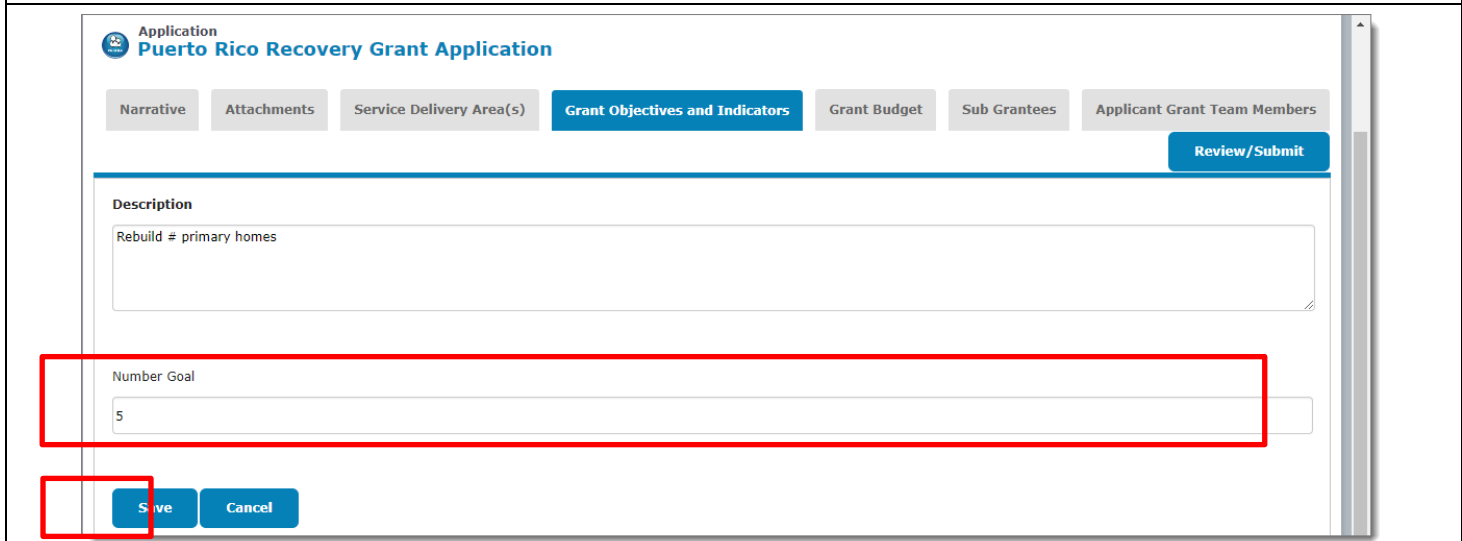 Application
Puerto Rico Recovery Grant Application
Narrative Attachments Service Delivery Area(s) Grant Objectives and Indicators Grant Budget Sub Grantees Applicant Grant Team Members
Review/Submit
Description
Rebuild # primary homes
Number Goal
5
Save Cancel